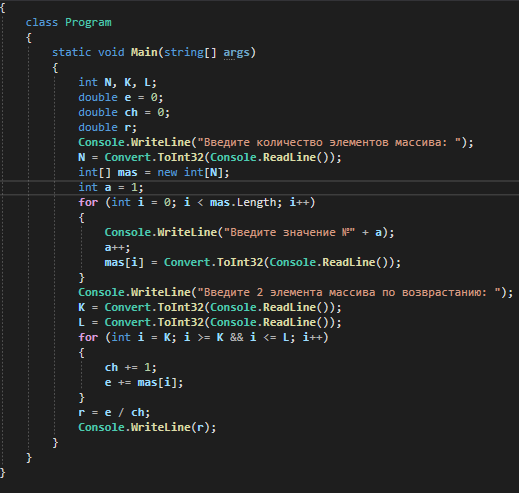 {
class Program
{
static void Main(string[] args)
{
int N, K, L;
double e = 0;
double ch = 0;
double r;
Console.WriteLine("Введите количество элементов массива: ");
N = Convert.ToInt32(Console.ReadLine());
int[] mas = new int[N];
int a = 1;
for (int i = 0; i < mas.Length; i++)
{
Console.WriteLine("Введите значение №" + a);
a++;
mas[i] = Convert.ToInt32(Console.ReadLine());
}
Console.WriteLine("Введите 2 элемента массива по возврастанию: ");
K = Convert.ToInt32(Console.ReadLine());
L = Convert.ToInt32(Console.ReadLine());
for (int i = K; i >= K && i <= L; i++)
{
ch += 1;
e += mas[i];
}
r = e / ch;
Console.WriteLine(r);
}
}
}